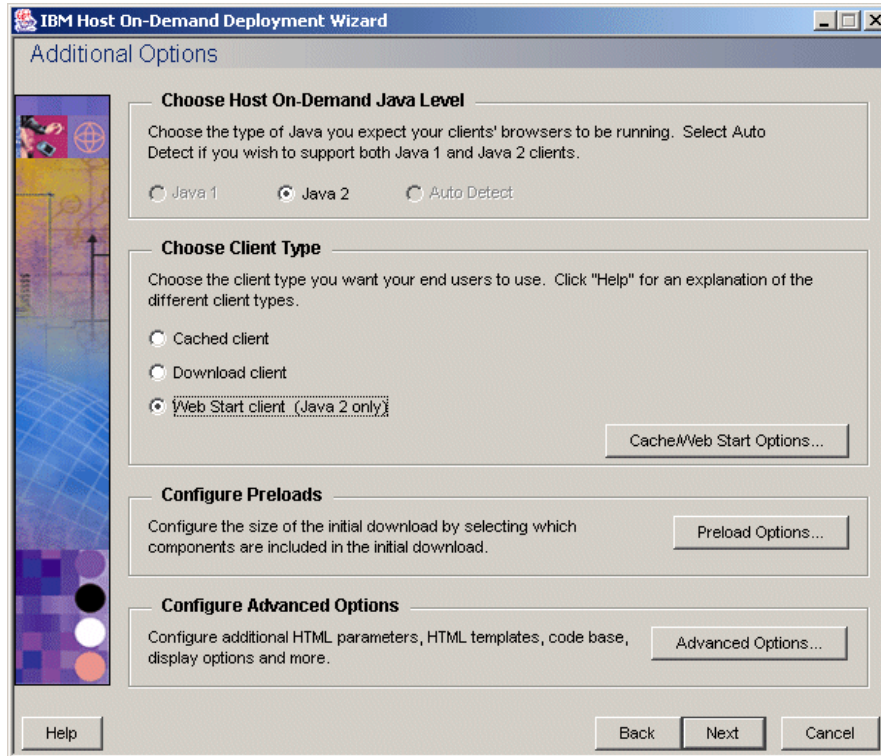 IBM Host On-Demand Deployment Wizard
Additional Options
Choose Host On-Demand Java Level
Choose the type of Java you expect your clients' browsers to be running. Select Auto
Detect if you wish to support both Java 1 and Java 2 clients.
Java 1 Java 2 Auto Detect
Choose Client Type
Choose the client type you want your end users to use. Click "Help" for an explanation of the
different client types.
Cached client
Download client
Web Start client (Java 2 only)
Cache/Web Start Options...
Configure Preloads
Configure the size of the initial download by selecting which
components are included in the initial download.
Preload Options...
Configure Advanced Options
Configure additional HTML parameters, HTML templates, code base,
display options and more.
Advanced Options...
Help Back Next Cancel